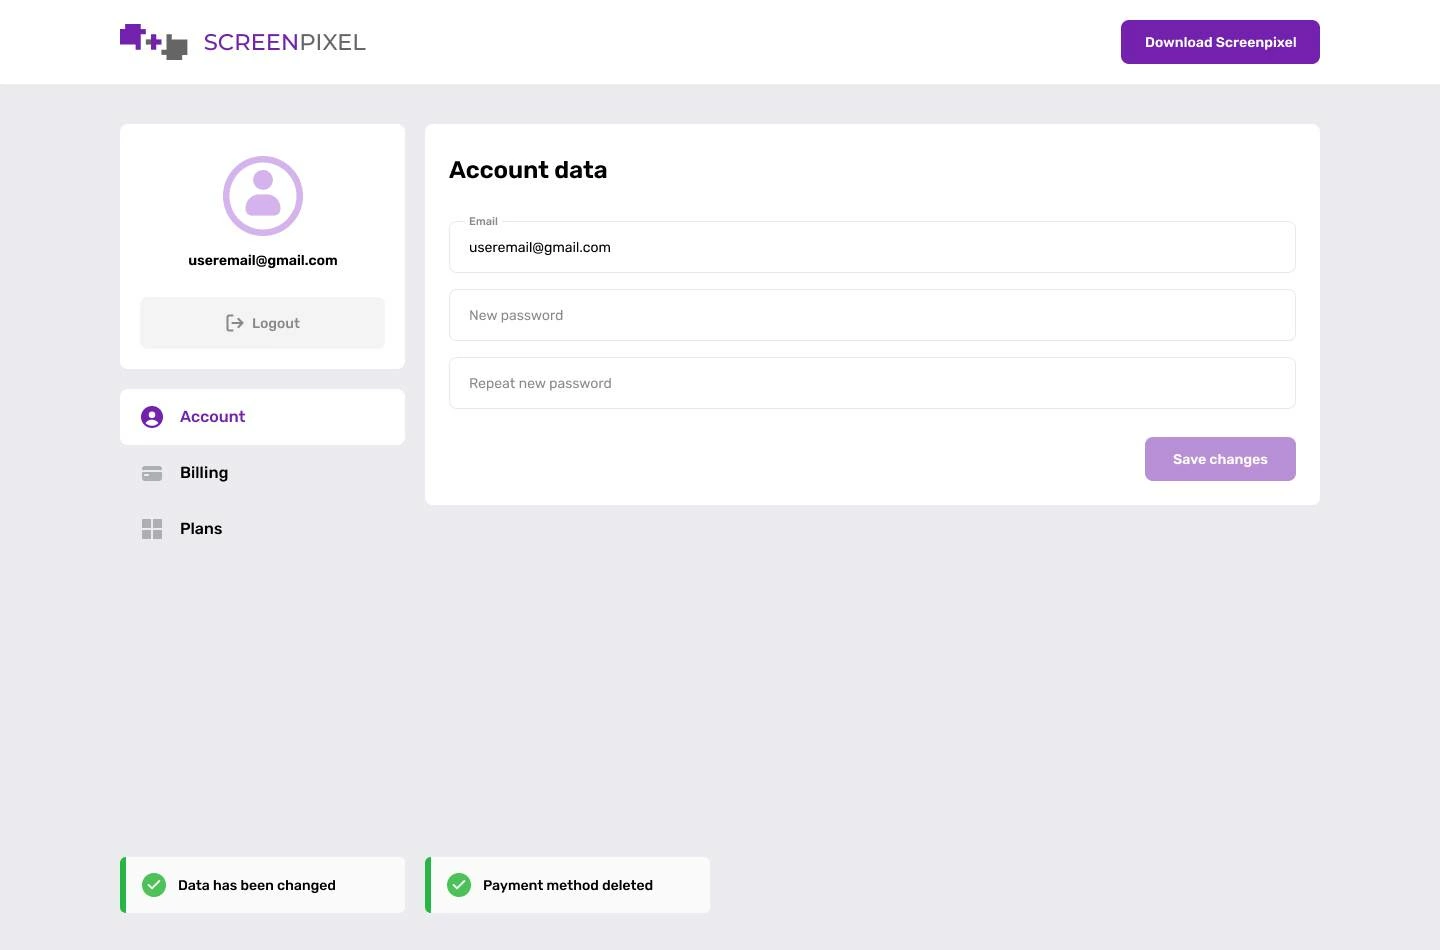 SCREENPIXEL
Download Screenpixel
useremail@gmail.com
Logout
Account
Billing
Plans
Account data
Email
useremail@gmail.com
New password
Repeat new password
Save changes
Data has been changed
Payment method deleted